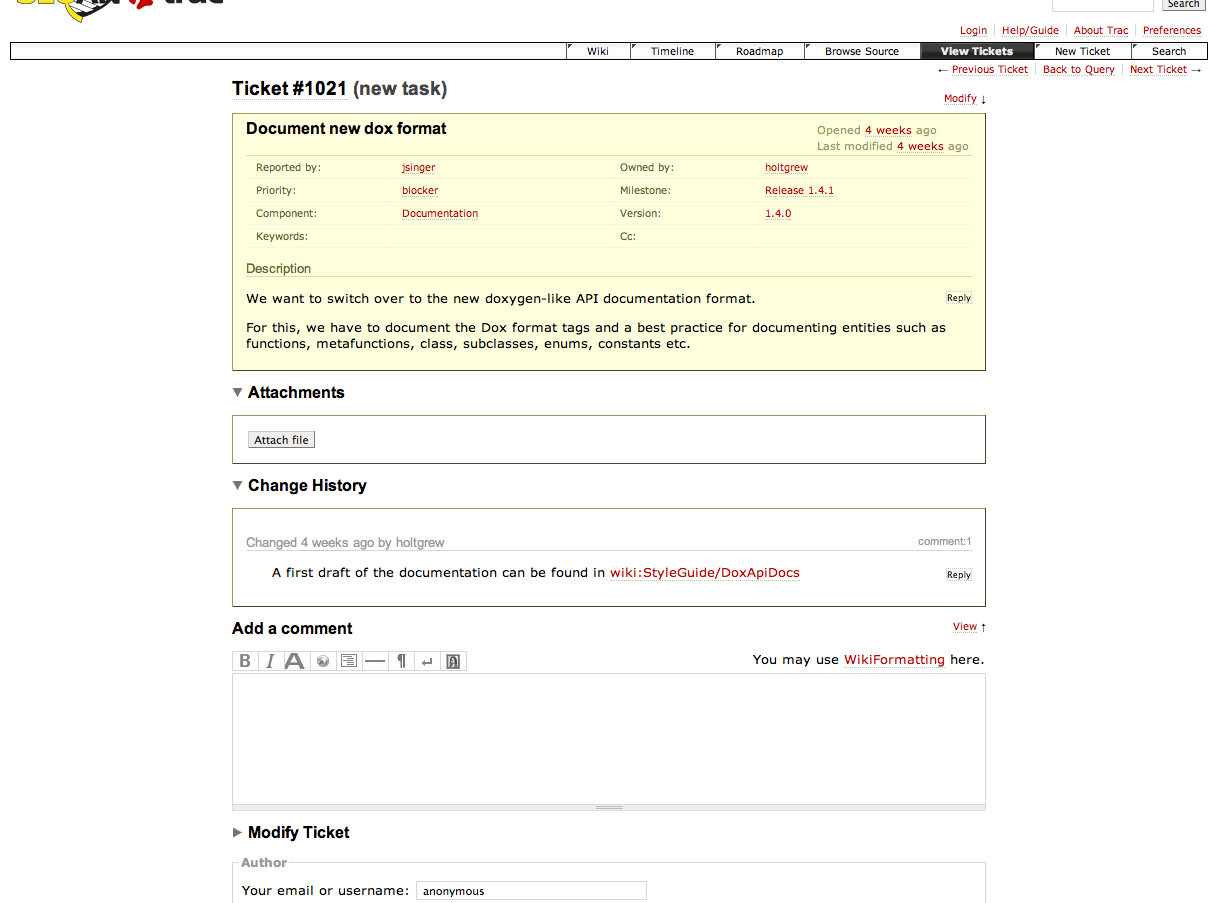 trac
Search
Login Help/Guide About Trac Preferences
Wiki Timeline Roadmap Browse Source View Tickets New Ticket Search
← Previous Ticket Back to Query Next Ticket →
Ticket #1021 (new task)
Modify ↓
Document new dox format
Opened 4 weeks ago
Last modified 4 weeks ago
Reported by: jsinger Owned by: holtgrew
Priority: blocker Milestone: Release 1.4.1
Component: Documentation Version: 1.4.0
Keywords: Cc:
Description
We want to switch over to the new doxygen-like API documentation format.
Reply
For this, we have to document the Dox format tags and a best practice for documenting entities such as
functions, metafunctions, class, subclasses, enums, constants etc.
Attachments
Attach file
Change History
Changed 4 weeks ago by holtgrew comment:1
A first draft of the documentation can be found in wiki:StyleGuide/DoxApiDocs
Reply
Add a comment
View ↑
B I A ¶
You may use WikiFormatting here.
Modify Ticket
Author
Your email or username: anonymous